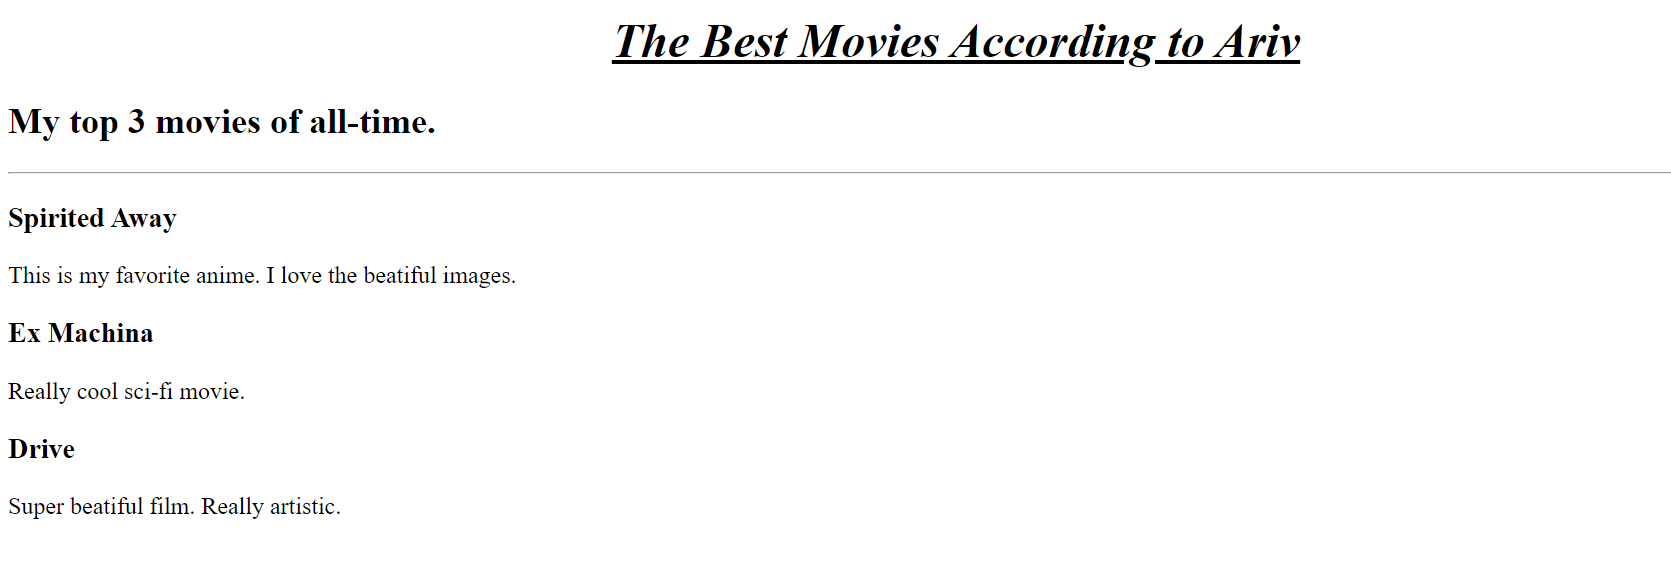 The Best Movies According to Ariv
My top 3 movies of all-time.
Spirited Away
This is my favorite anime. I love the beatiful images.
Ex Machina
Really cool sci-fi movie.
Drive
Super beatiful film. Really artistic.